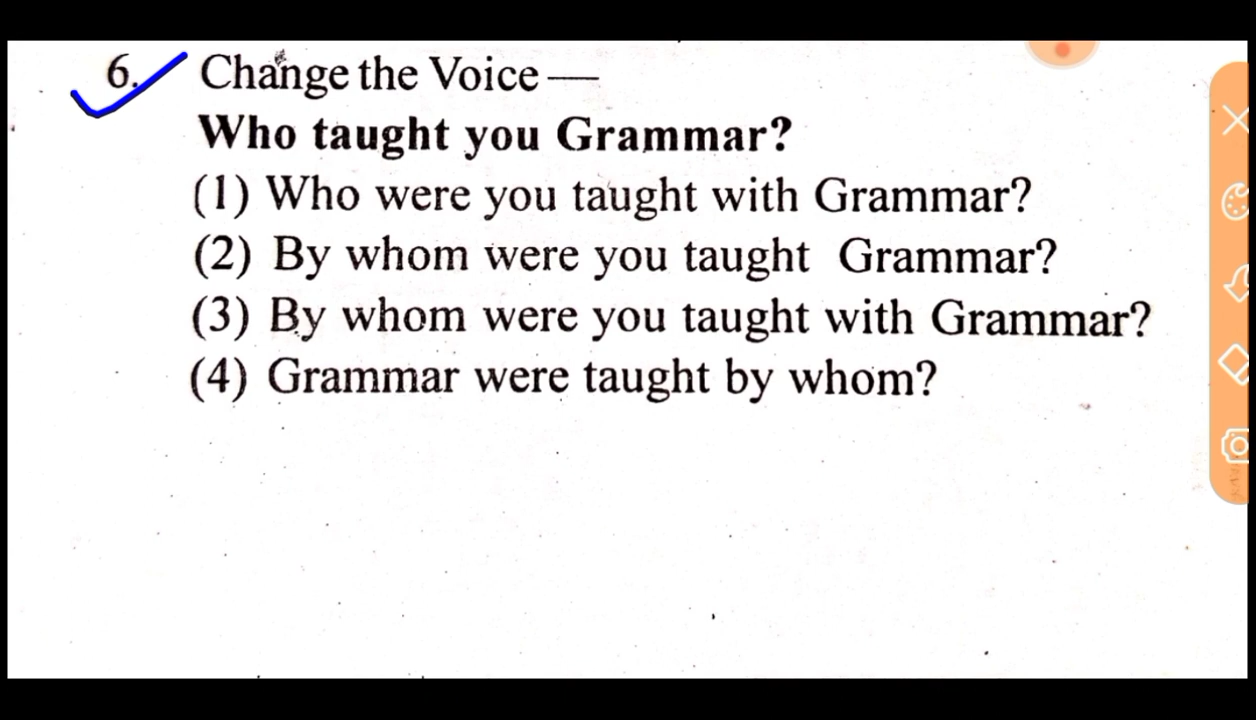 6. Change the Voice —
Who taught you Grammar?
(1) Who were you taught with Grammar?
(2) By whom were you taught Grammar?
(3) By whom were you taught with Grammar?
(4) Grammar were taught by whom?